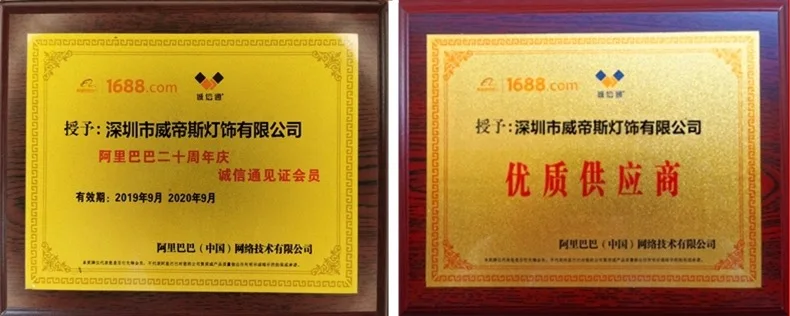 1688.com
诚信通
授予：深圳市威帝斯灯饰有限公司
阿里巴巴二十周年庆
诚信通见证会员
有效期：2019年9月 2020年9月
阿里巴巴（中国）网络技术有限公司
1688.com
诚信通
授予：深圳市威帝斯灯饰有限公司
优质供应商
阿里巴巴（中国）网络技术有限公司